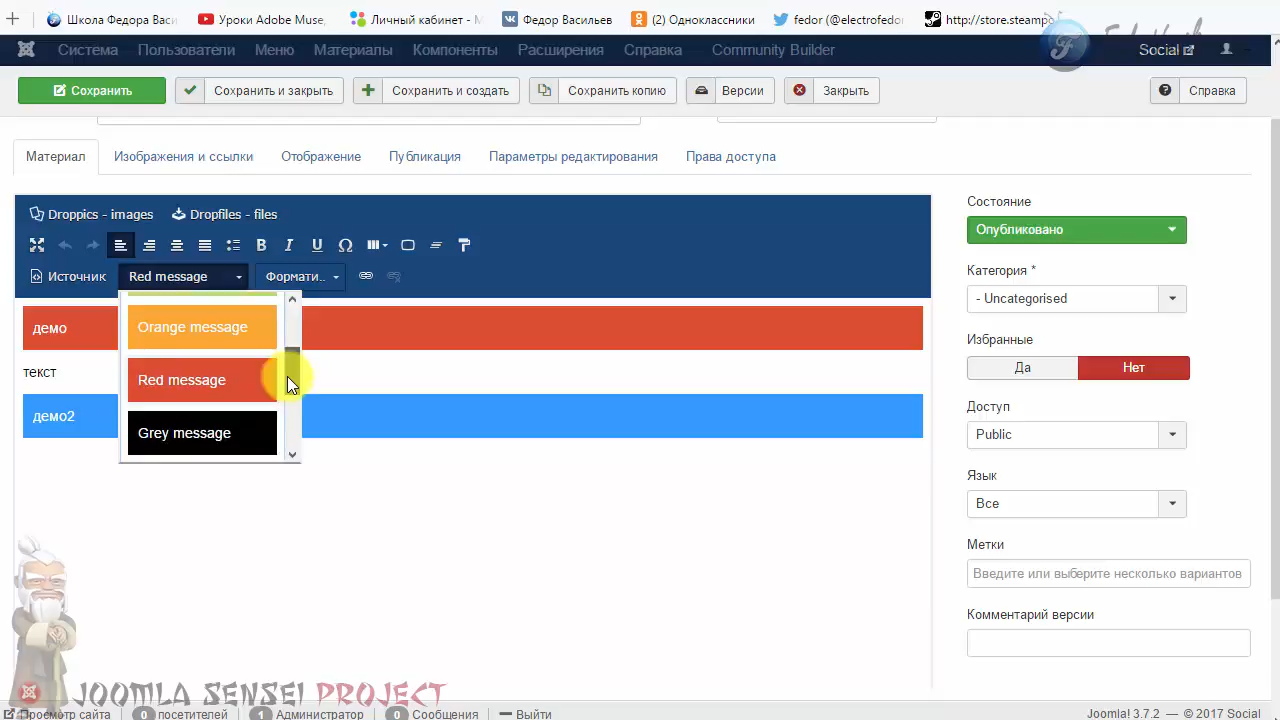 Школа Федора Васи
Уроки Adobe Muse,
Личный кабинет - М
Федор Васильев
(2) Одноклассники
fedor (@electrofedor
http://store.steampo
Система Пользователи Меню Материалы Компоненты Расширения Справка Community Builder Social
Сохранить Сохранить и закрыть Сохранить и создать Сохранить копию Версии Закрыть Справка
Материал Изображения и ссылки Отображение Публикация Параметры редактирования Права доступа
Droppics - images Dropfiles - files
Источник Red message Формати..
демо
текст
демо2
Orange message
Red message
Grey message
Состояние
Опубликовано
Категория *
- Uncategorised
Избранные
Да Нет
Доступ
Public
Язык
Все
Метки
Введите или выберите несколько вариантов
Комментарий версии
JOOMLA SENSEI PROJECT
Просмотр сайта 0 посетителей 1 Администратор 0 Сообщения Выйти
Joomla! 3.7.2 — © 2017 Social